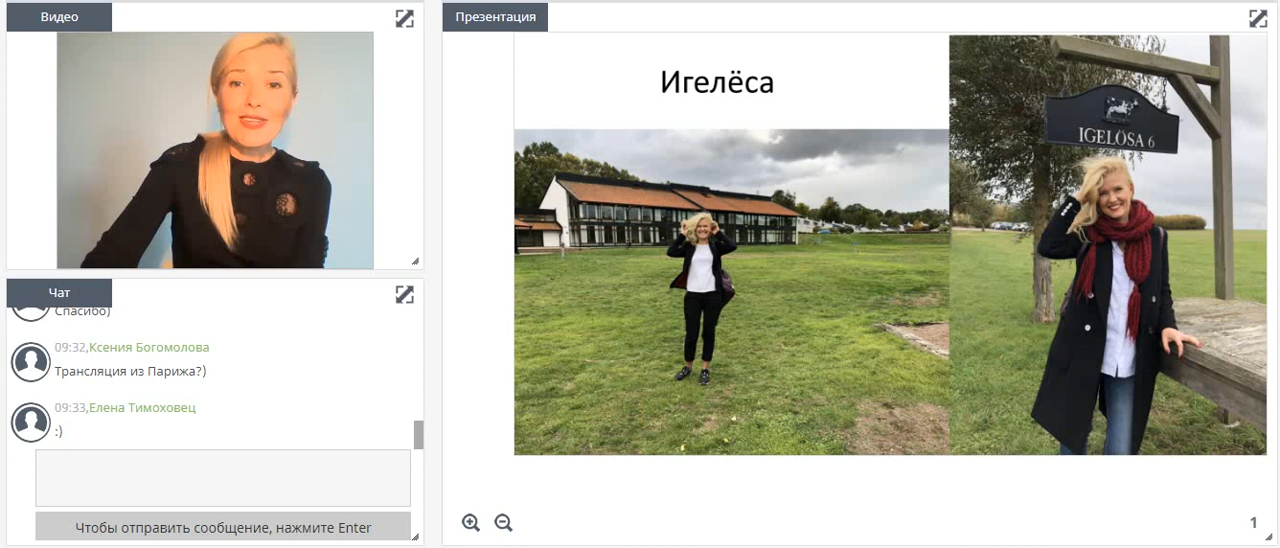 Видео
Чат
Спасибо)
09:32,Ксения Богомолова
Трансляция из Парижа?)
09:33,Елена Тимоховец
:)
Чтобы отправить сообщение, нажмите Enter
Презентация
Игелёса
IGELÖSA 6
1